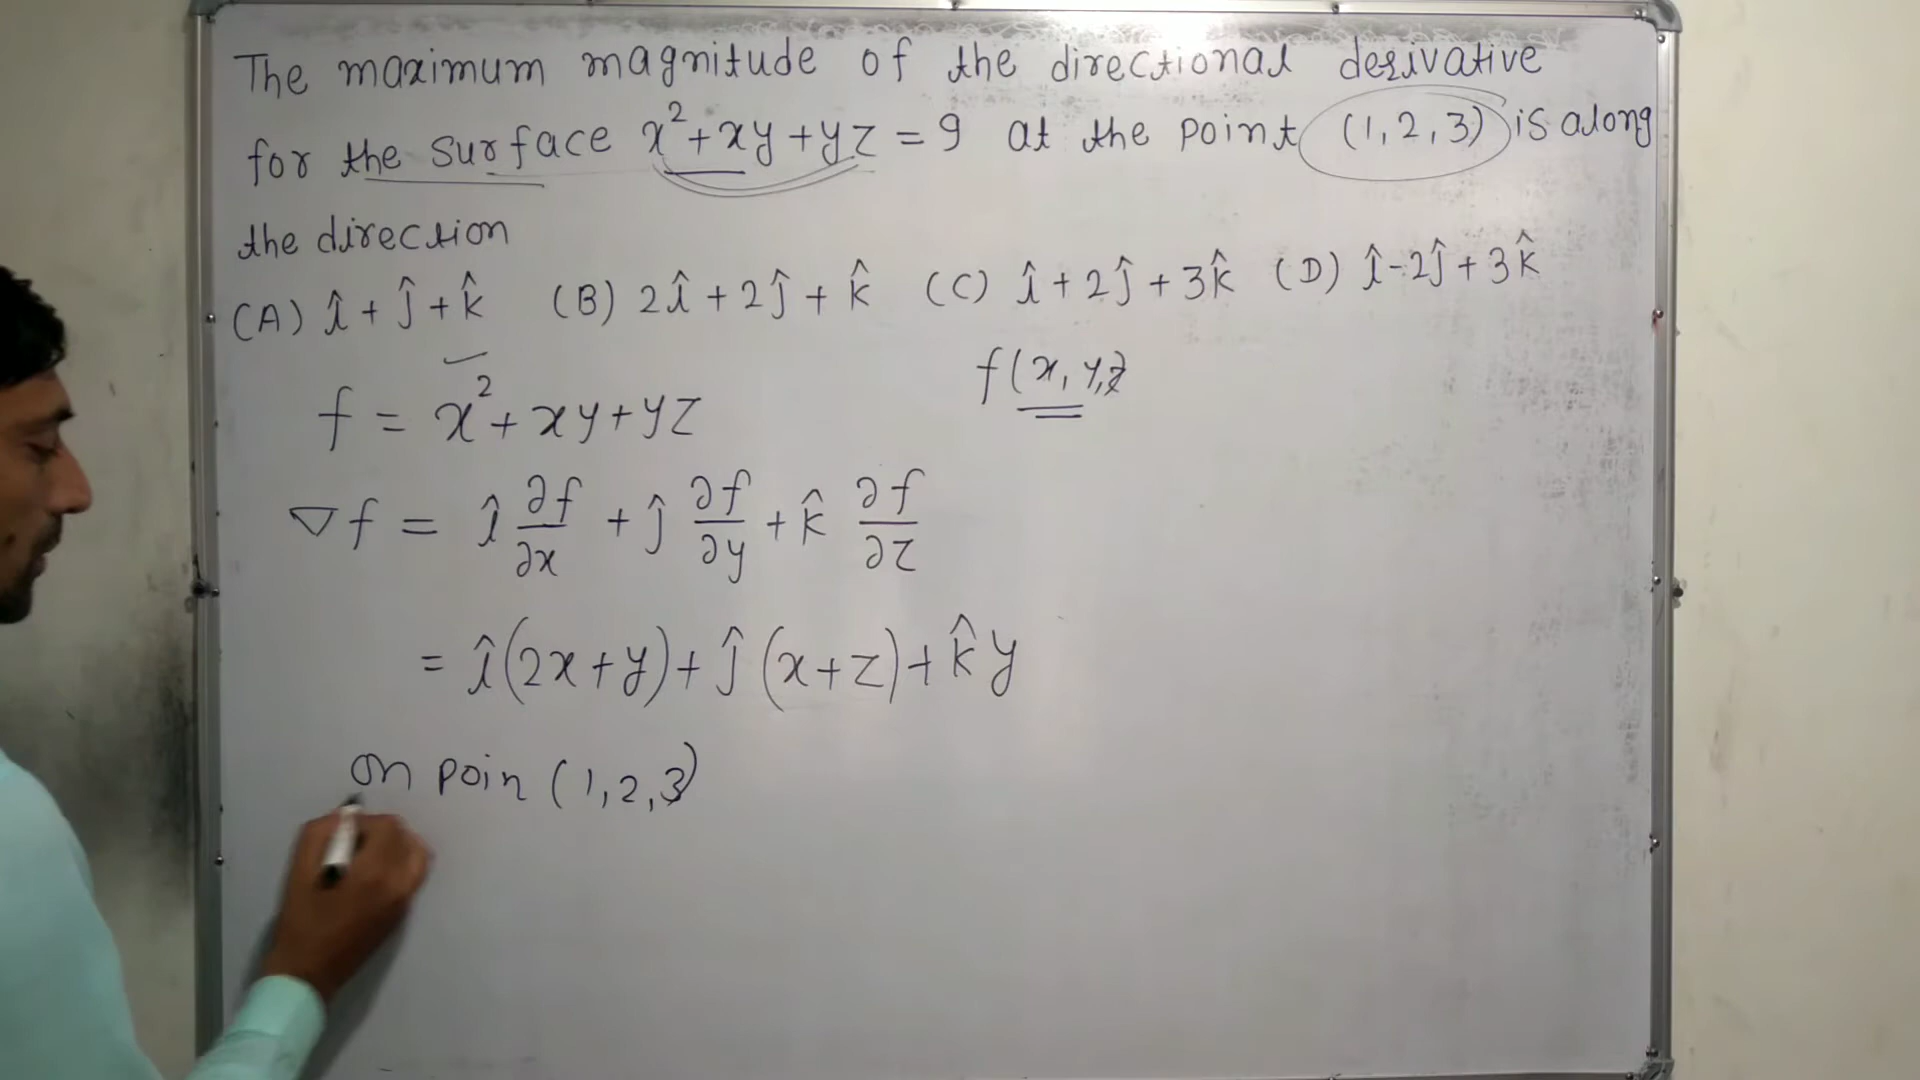 The maximum magnitude of the directional derivative
for the surface x²+xy+yz = 9 at the point (1,2,3) is along
the direction
(A) î + ĵ + k̂ (B) 2î + 2ĵ + k̂ (C) î + 2ĵ + 3k̂ (D) î - 2ĵ + 3k̂
f(x, y, z
f = x² + xy + yz
∇f = î ∂f/∂x + ĵ ∂f/∂y + k̂ ∂f/∂z
= î(2x+y) + ĵ(x+z) + k̂y
on poin (1,2,3)